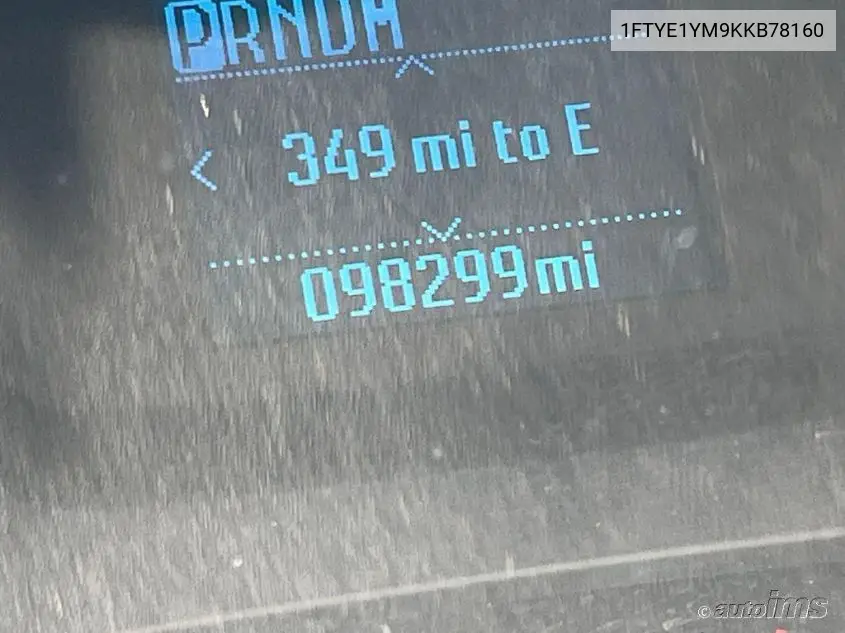 1FTYE1YM9KKB78160
PRNDM
349 mi to E
098299mi
© autoims